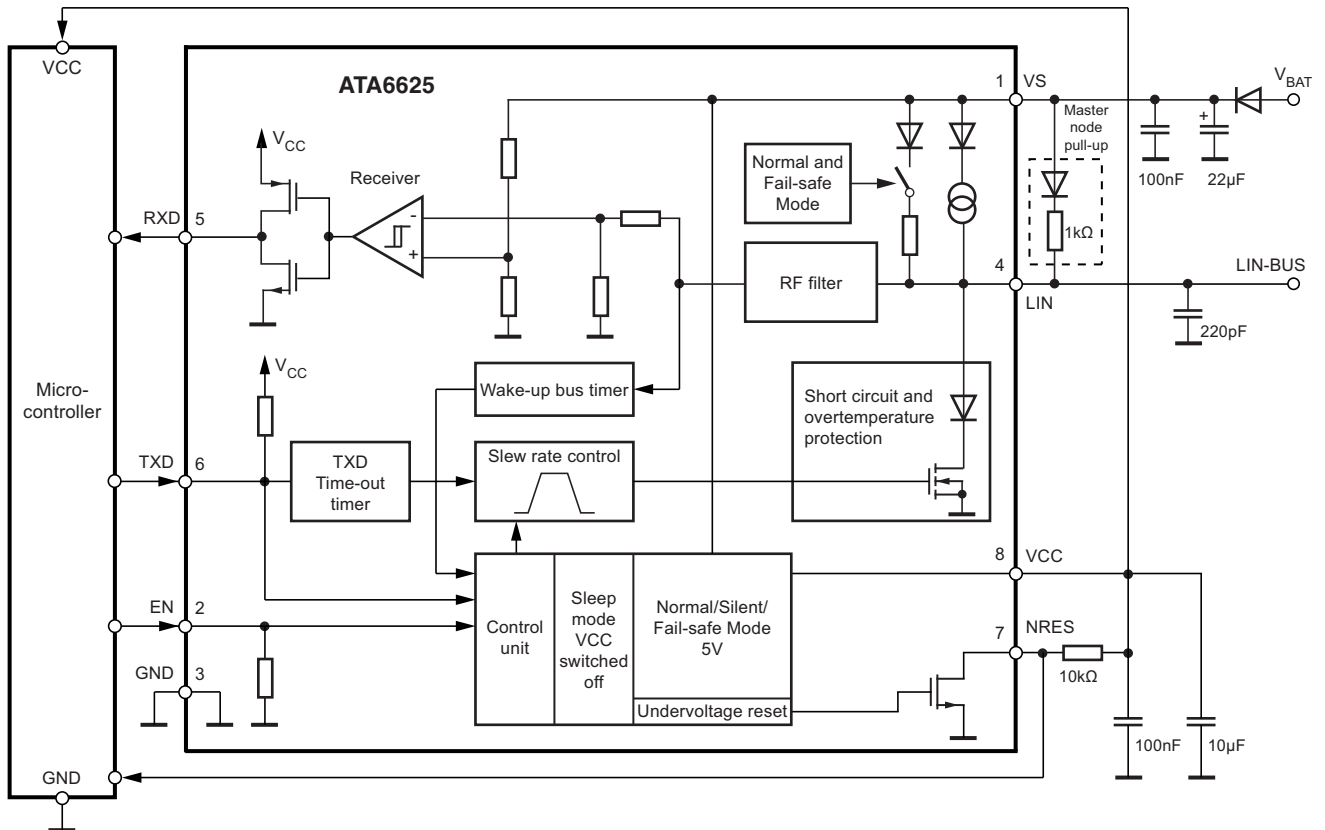 VCC
ATA6625
1 VS
V_BAT
Master
node
pull-up
+
100nF
22µF
V_CC
Receiver
Normal and
Fail-safe
Mode
RXD 5
-
+
1kΩ
RF filter
4
LIN
LIN-BUS
220pF
V_CC
Micro-
controller
Wake-up bus timer
Short circuit and
overtemperature
protection
TXD 6
TXD
Time-out
timer
Slew rate control
8 VCC
EN 2
Control
unit
Sleep
mode
VCC
switched
off
Normal/Silent/
Fail-safe Mode
5V
7 NRES
10kΩ
GND 3
Undervoltage reset
100nF
10µF
GND